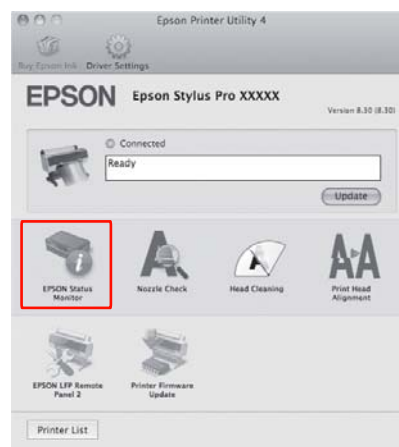 Epson Printer Utility 4
Buy Epson Ink Driver Settings
EPSON Epson Stylus Pro XXXXX
Version 8.30 (8.30)
Connected
Ready
Update
EPSON Status Monitor
Nozzle Check
Head Cleaning
Print Head Alignment
EPSON LFP Remote Panel 2
Printer Firmware Update
Printer List